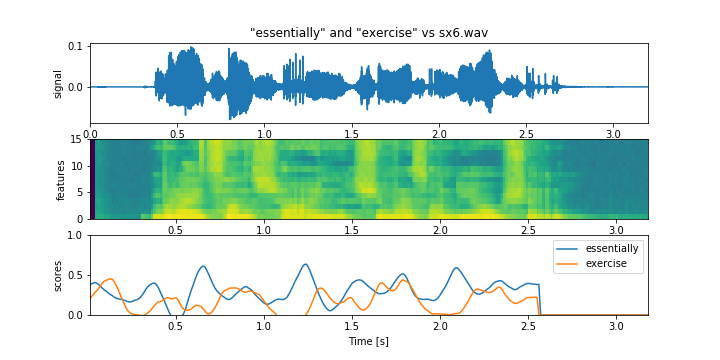 "essentially" and "exercise" vs sx6.wav
0.1
0.0
signal
0.0 0.5 1.0 1.5 2.0 2.5 3.0
15
10
5
0
features
0.5 1.0 1.5 2.0 2.5 3.0
1.0
0.5
0.0
scores
essentially
exercise
0.5 1.0 1.5 2.0 2.5 3.0
Time [s]